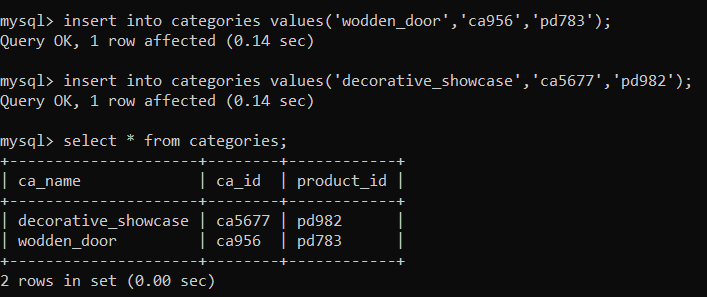 mysql> insert into categories values('wodden_door','ca956','pd783');
Query OK, 1 row affected (0.14 sec)
mysql> insert into categories values('decorative_showcase','ca5677','pd982');
Query OK, 1 row affected (0.14 sec)
mysql> select * from categories;
+---------------------+--------+------------+
| ca_name             | ca_id  | product_id |
+---------------------+--------+------------+
| decorative_showcase | ca5677 | pd982      |
| wodden_door         | ca956  | pd783      |
+---------------------+--------+------------+
2 rows in set (0.00 sec)